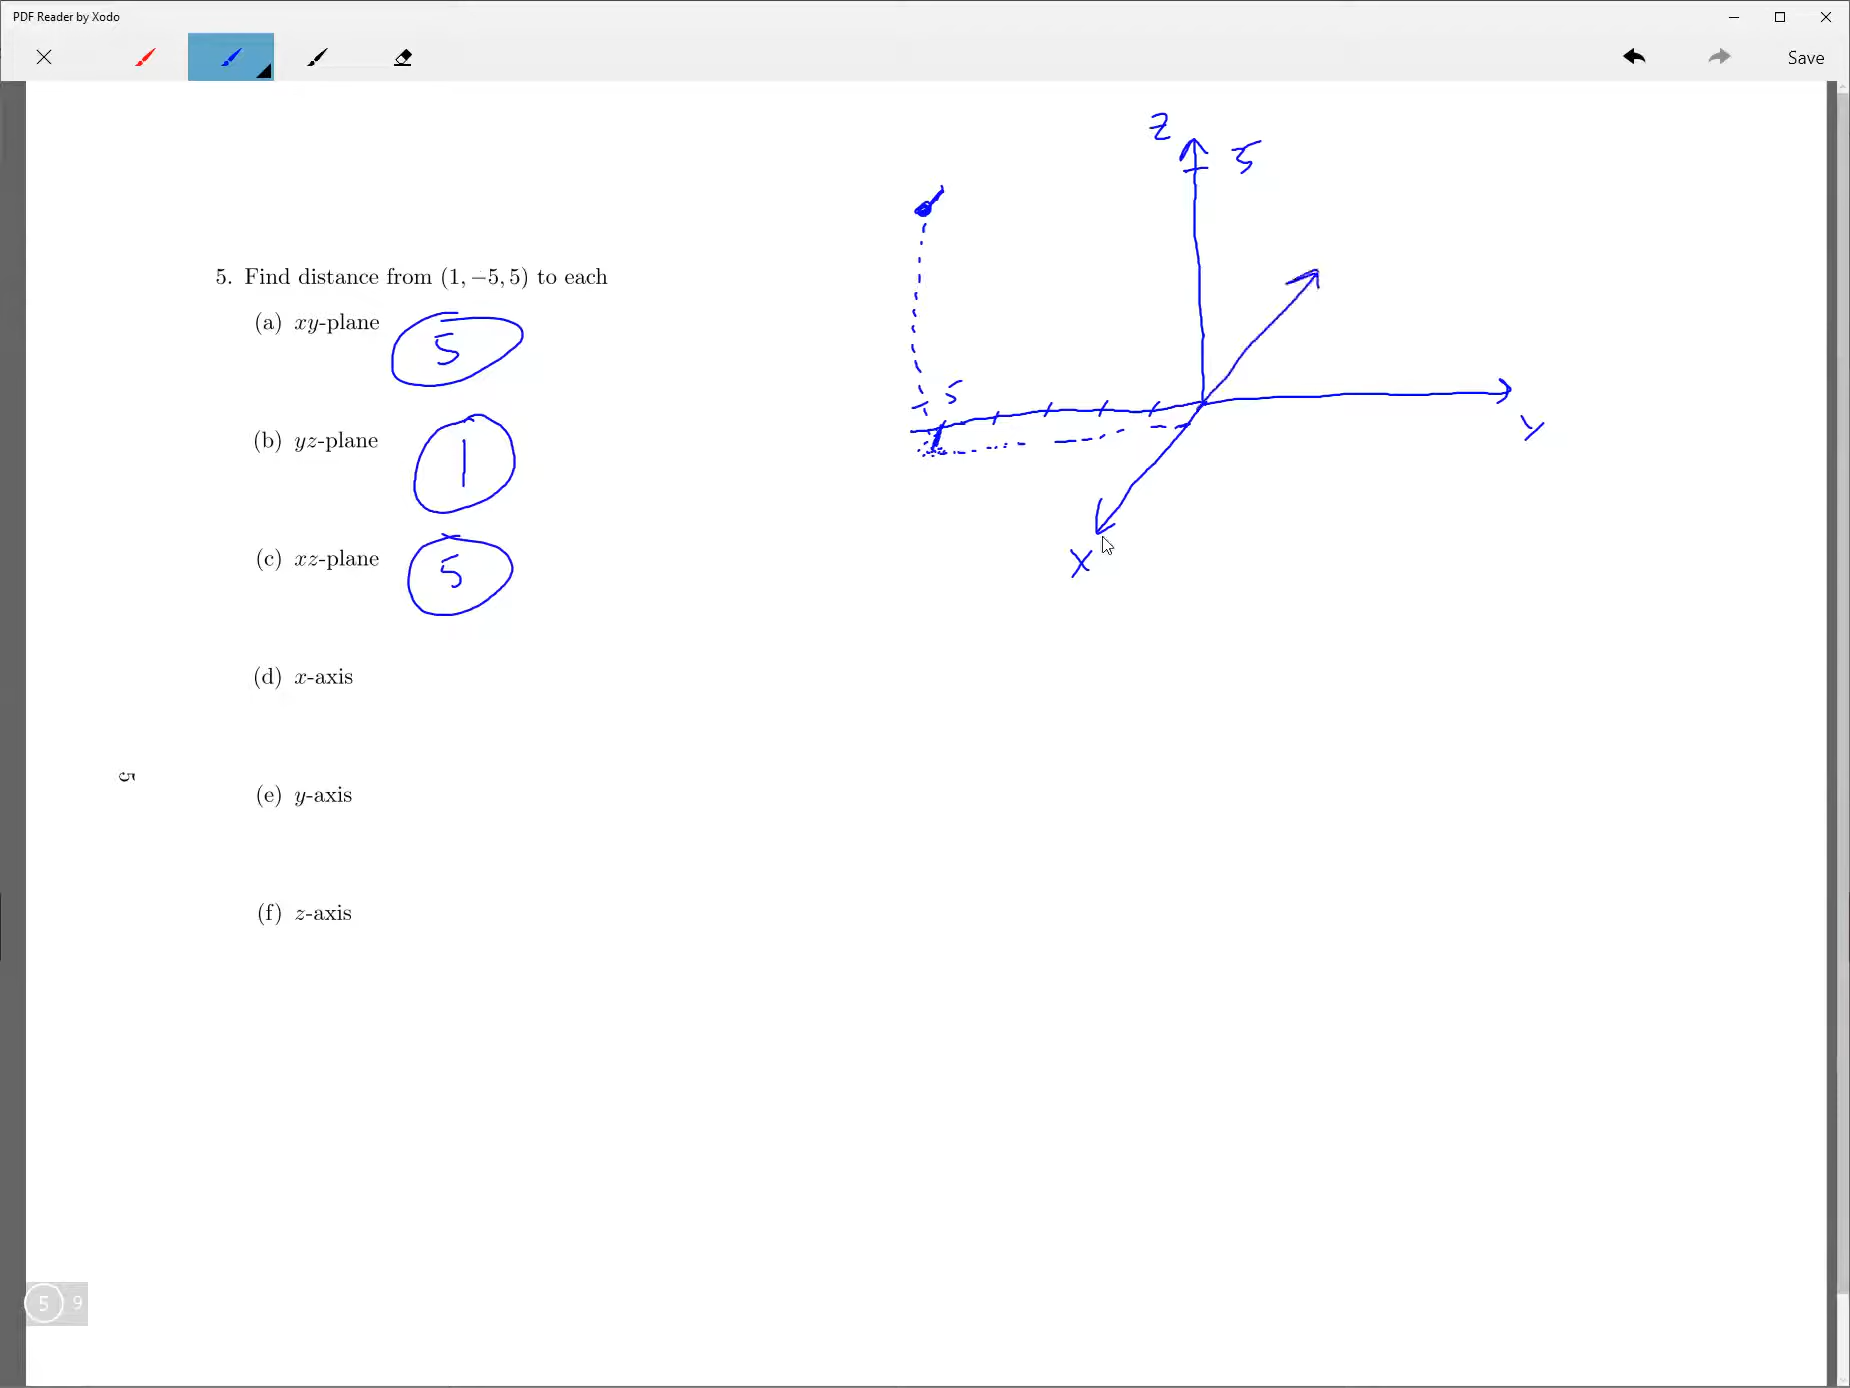 PDF Reader by Xodo
Save
z
5
5. Find distance from (1, −5, 5) to each
(a) xy-plane
5
5
(b) yz-plane
1
y
(c) xz-plane
5
x
(d) x-axis
5
(e) y-axis
(f) z-axis
5 9